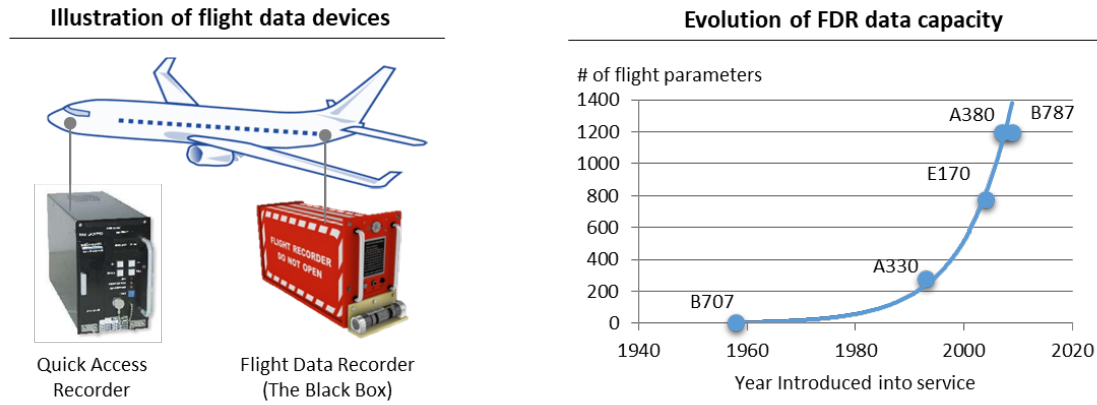 Illustration of flight data devices
FLIGHT RECORDER
DO NOT OPEN
Quick Access
Recorder
Flight Data Recorder
(The Black Box)
Evolution of FDR data capacity
# of flight parameters
1400
1200
1000
800
600
400
200
0
A380
B787
E170
A330
B707
1940
1960
1980
2000
2020
Year Introduced into service